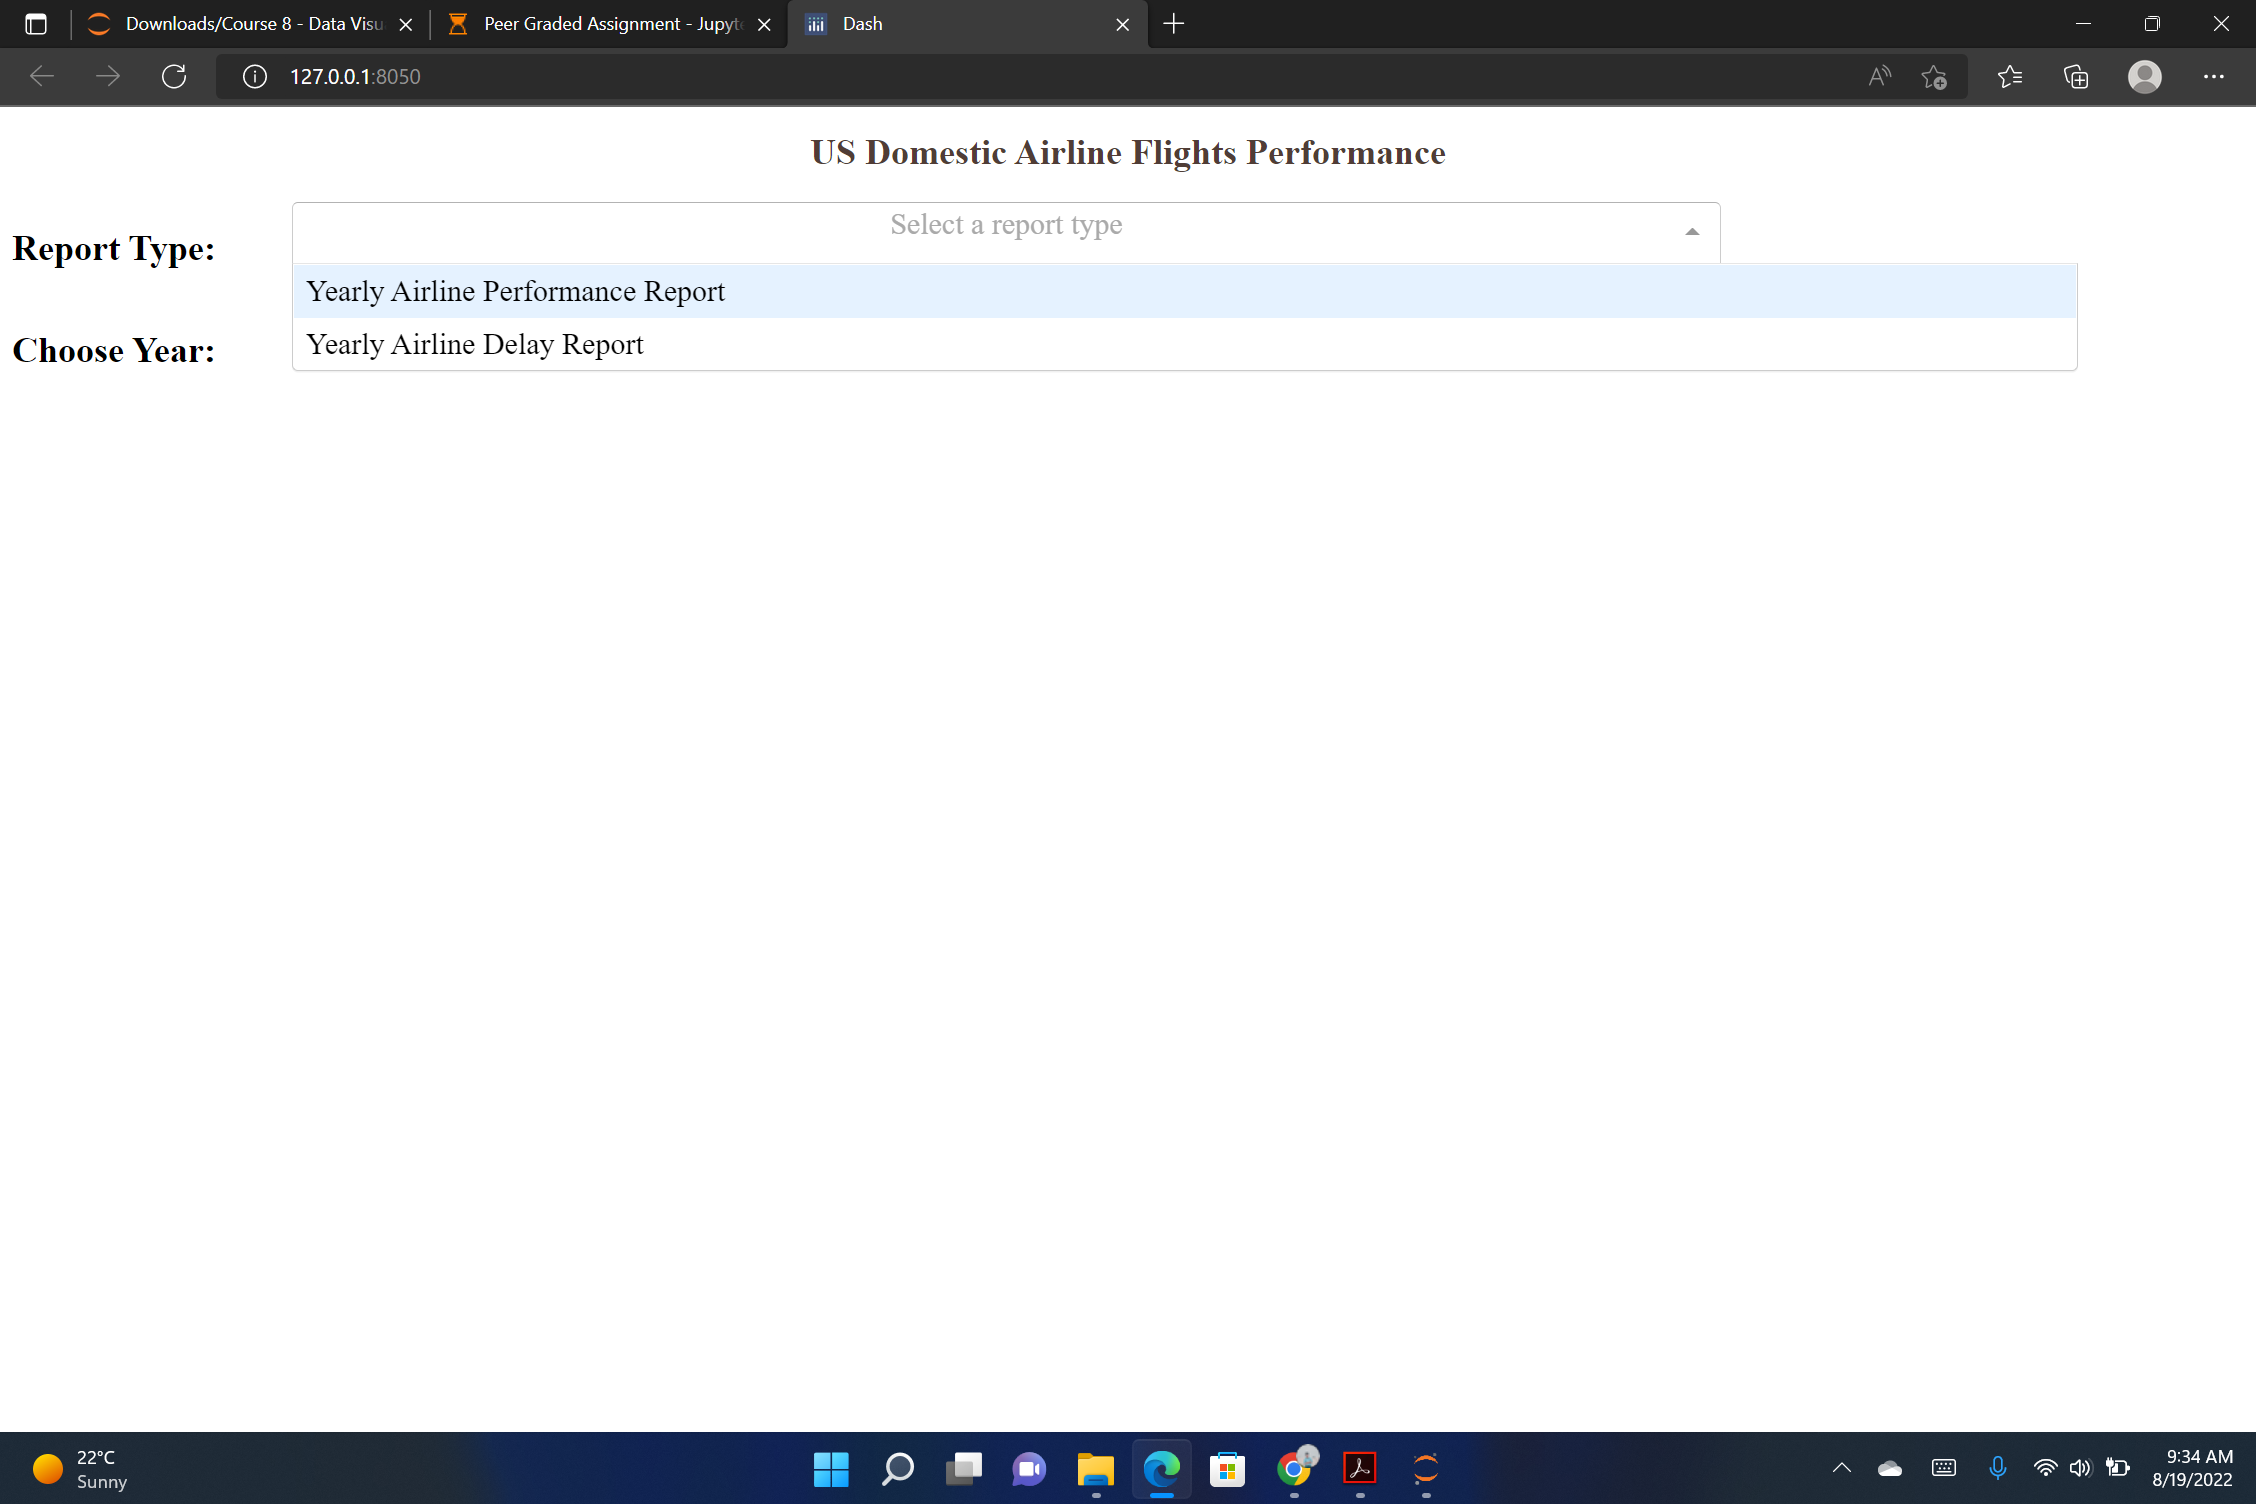 Downloads/Course 8 - Data Visu
Peer Graded Assignment - Jupyt
Dash
127.0.0.1:8050
US Domestic Airline Flights Performance
Report Type:
Select a report type
Yearly Airline Performance Report
Yearly Airline Delay Report
Choose Year:
22°C
Sunny
9:34 AM
8/19/2022